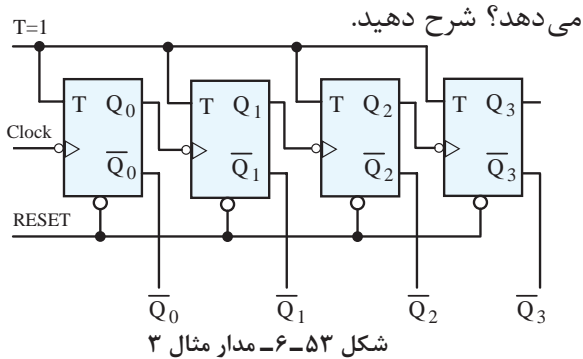 می‌دهد؟ شرح دهید.
T=1
T Q0 T Q1 T Q2 T Q3
Clock
Q̅0 Q̅1 Q̅2 Q̅3
RESET
Q̅0 Q̅1 Q̅2 Q̅3
شکل ۵۳ـ۶ـ مدار مثال ۳